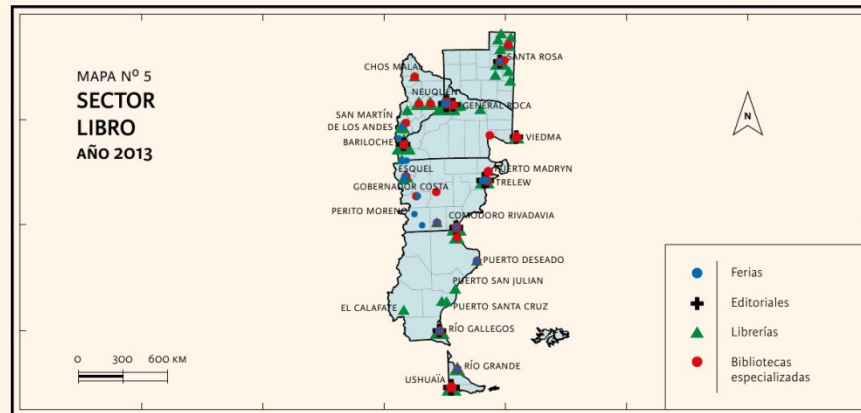 MAPA Nº 5
SECTOR
LIBRO
AÑO 2013
SANTA ROSA
CHOS MALAL
NEUQUÉN
GENERAL ROCA
SAN MARTÍN
DE LOS ANDES
VIEDMA
BARILOCHE
ESQUEL
PUERTO MADRYN
TRELEW
GOBERNADOR COSTA
PERITO MORENO
COMODORO RIVADAVIA
PUERTO DESEADO
PUERTO SAN JULIAN
EL CALAFATE
PUERTO SANTA CRUZ
RÍO GALLEGOS
RÍO GRANDE
USHUAÏA
N
0 300 600 KM
Ferias
Editoriales
Librerías
Bibliotecas
especializadas